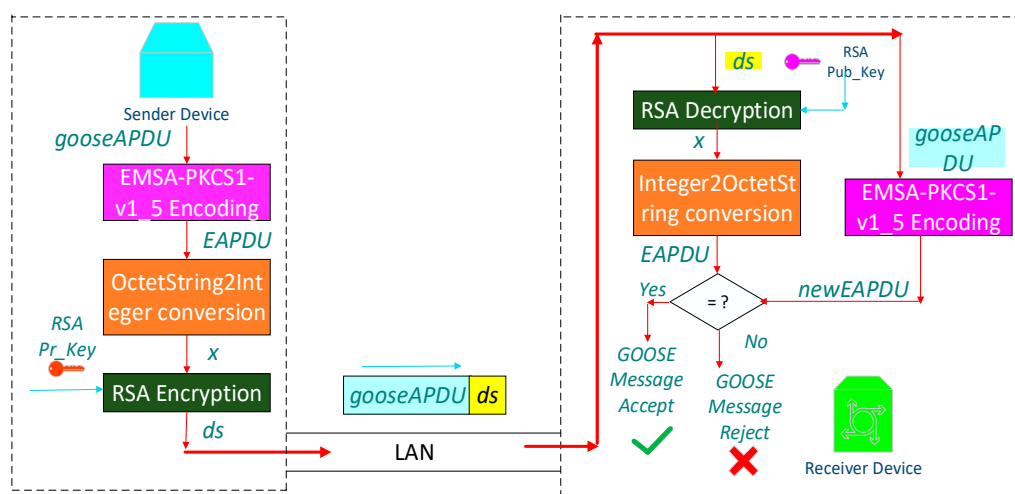 Sender Device
gooseAPDU
EMSA-PKCS1-
v1_5 Encoding
EAPDU
OctetString2Int
eger conversion
RSA
Pr_Key
x
RSA Encryption
ds
gooseAPDU ds
LAN
ds
RSA
Pub_Key
RSA Decryption
x
gooseAP
DU
Integer2OctetSt
ring conversion
EMSA-PKCS1-
v1_5 Encoding
EAPDU
newEAPDU
= ?
Yes
No
GOOSE
Message
Accept
GOOSE
Message
Reject
Receiver Device